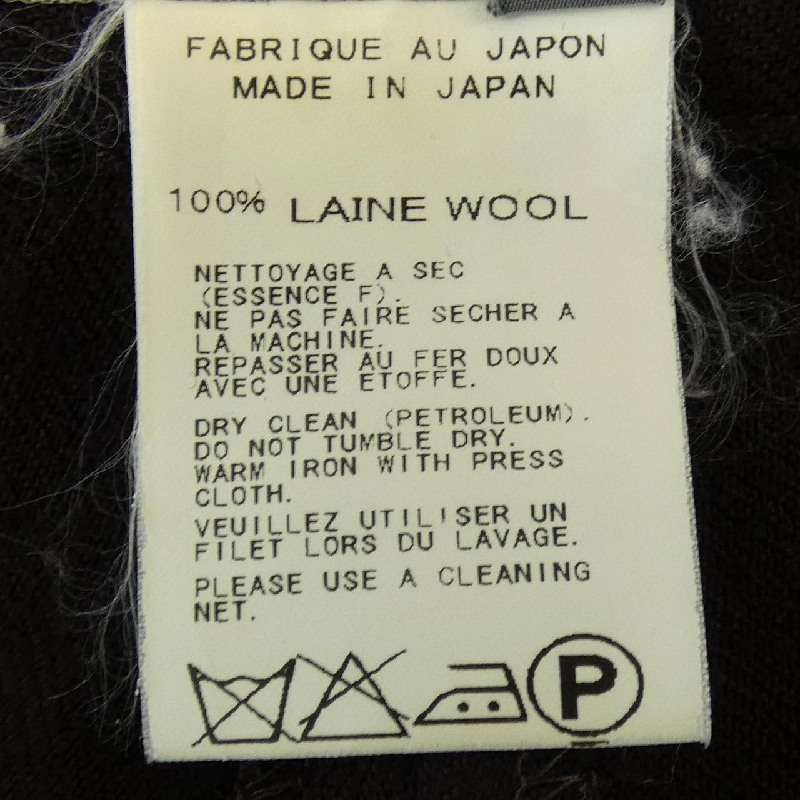 FABRIQUE AU JAPON
MADE IN JAPAN
100% LAINE WOOL
NETTOYAGE A SEC
(ESSENCE F).
NE PAS FAIRE SECHER A
LA MACHINE.
REPASSER AU FER DOUX
AVEC UNE ETOFFE.
DRY CLEAN (PETROLEUM).
DO NOT TUMBLE DRY.
WARM IRON WITH PRESS
CLOTH.
VEUILLEZ UTILISER UN
FILET LORS DU LAVAGE.
PLEASE USE A CLEANING
NET.
P